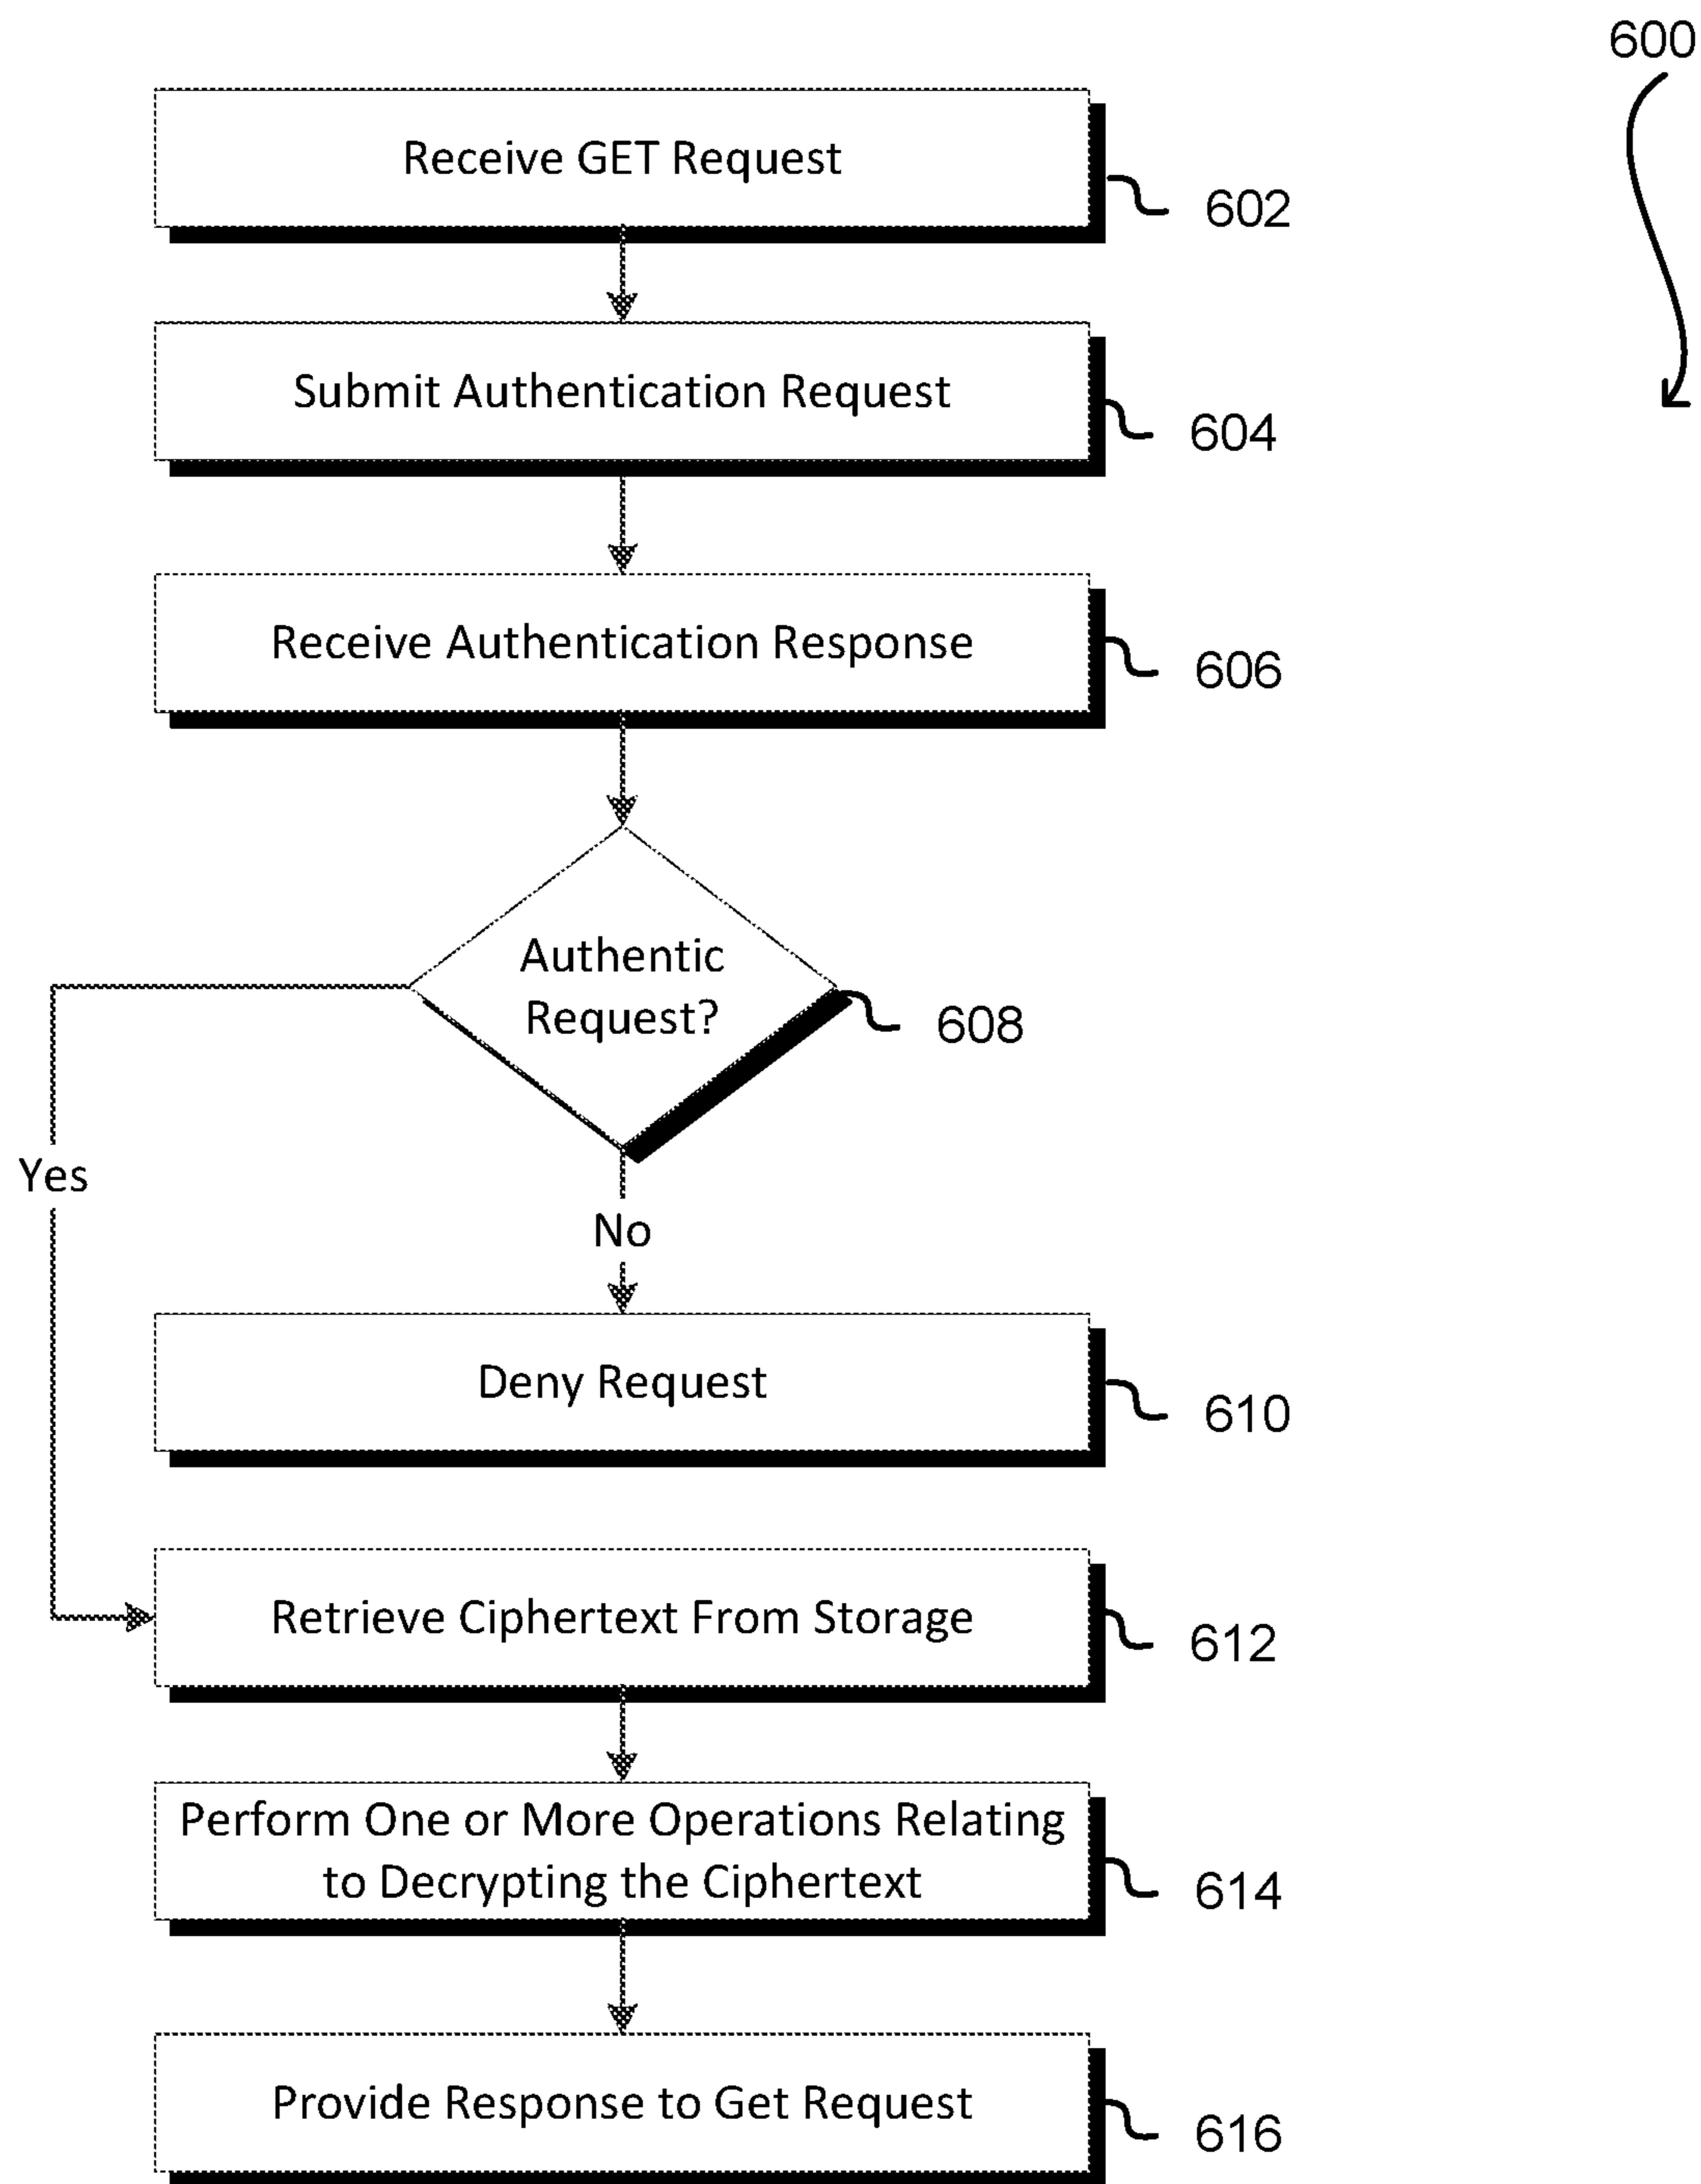 600
Receive GET Request
602
Submit Authentication Request
604
Receive Authentication Response
606
Authentic
Request?
608
Yes
No
Deny Request
610
Retrieve Ciphertext From Storage
612
Perform One or More Operations Relating
to Decrypting the Ciphertext
614
Provide Response to Get Request
616